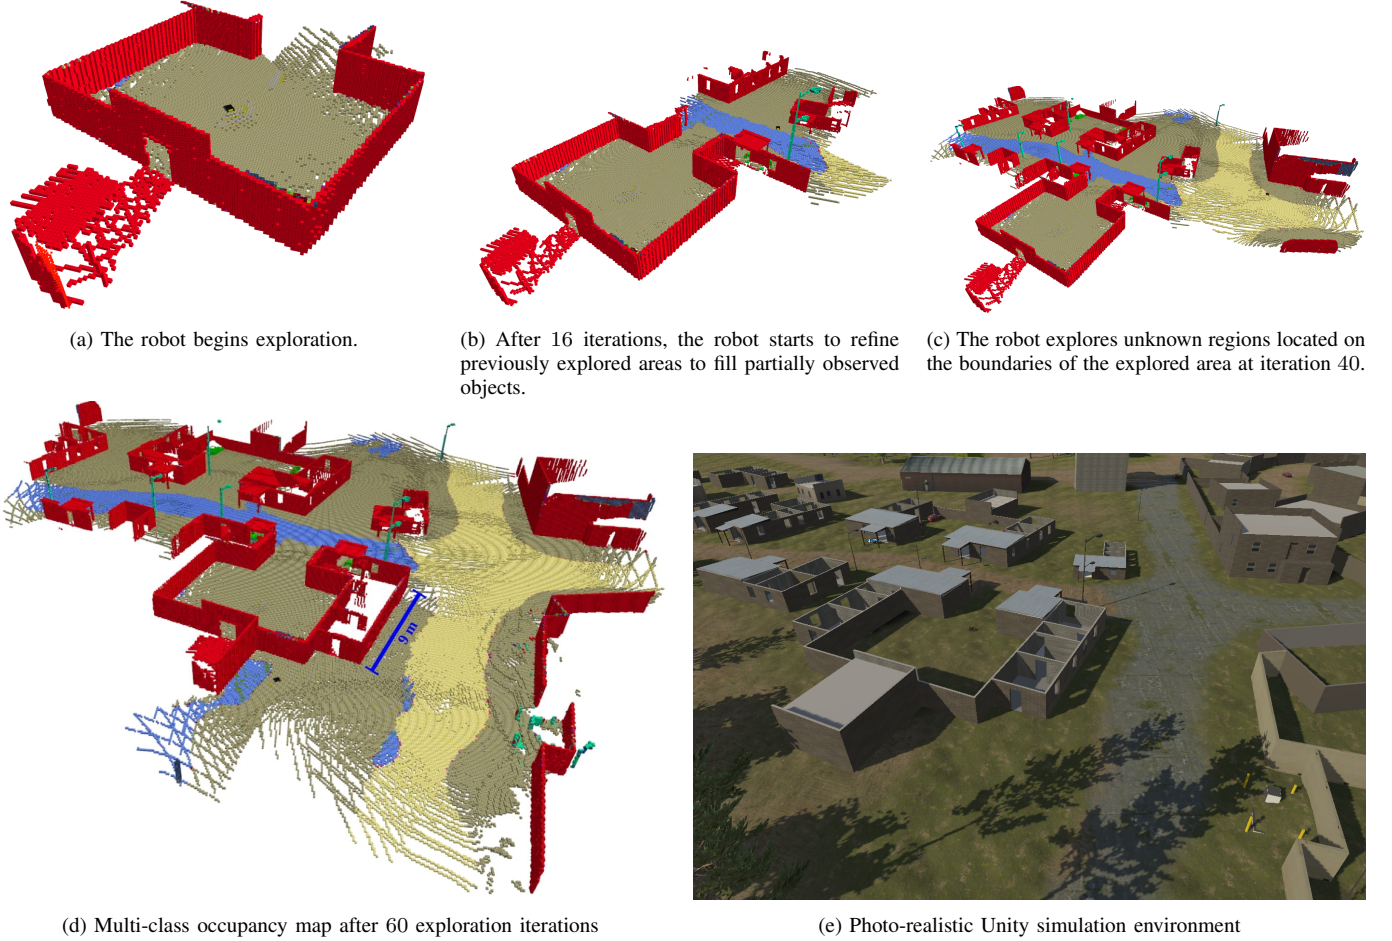 (a) The robot begins exploration.
(b) After 16 iterations, the robot starts to refine
previously explored areas to fill partially observed
objects.
(c) The robot explores unknown regions located on
the boundaries of the explored area at iteration 40.
9 m
(d) Multi-class occupancy map after 60 exploration iterations
(e) Photo-realistic Unity simulation environment